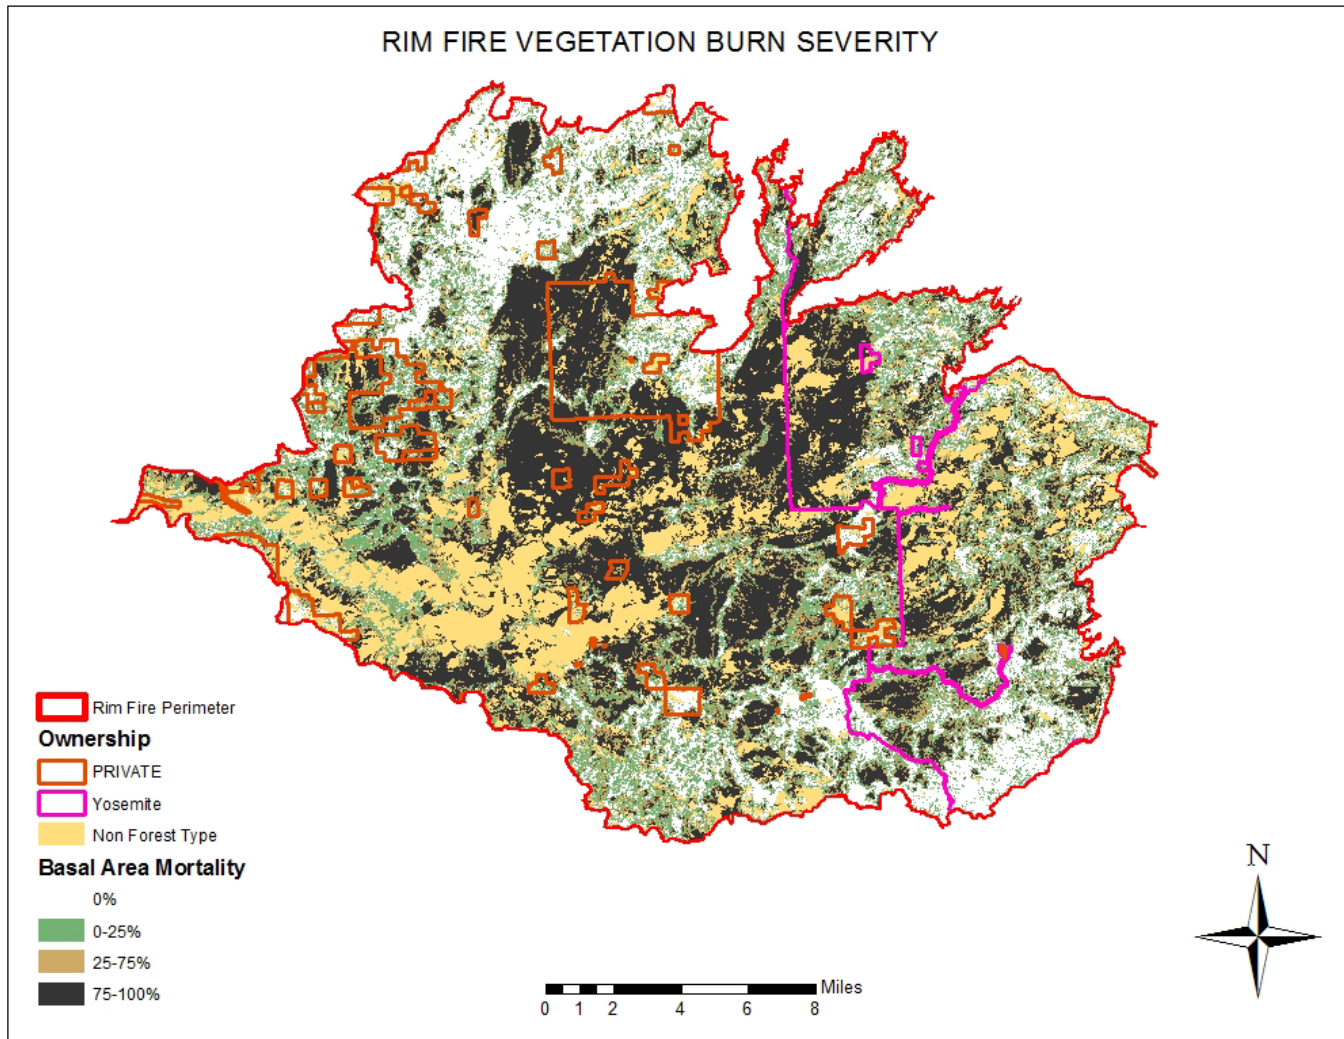 RIM FIRE VEGETATION BURN SEVERITY
Rim Fire Perimeter
Ownership
PRIVATE
Yosemite
Non Forest Type
Basal Area Mortality
0%
0-25%
25-75%
75-100%
N
Miles
0 1 2 4 6 8